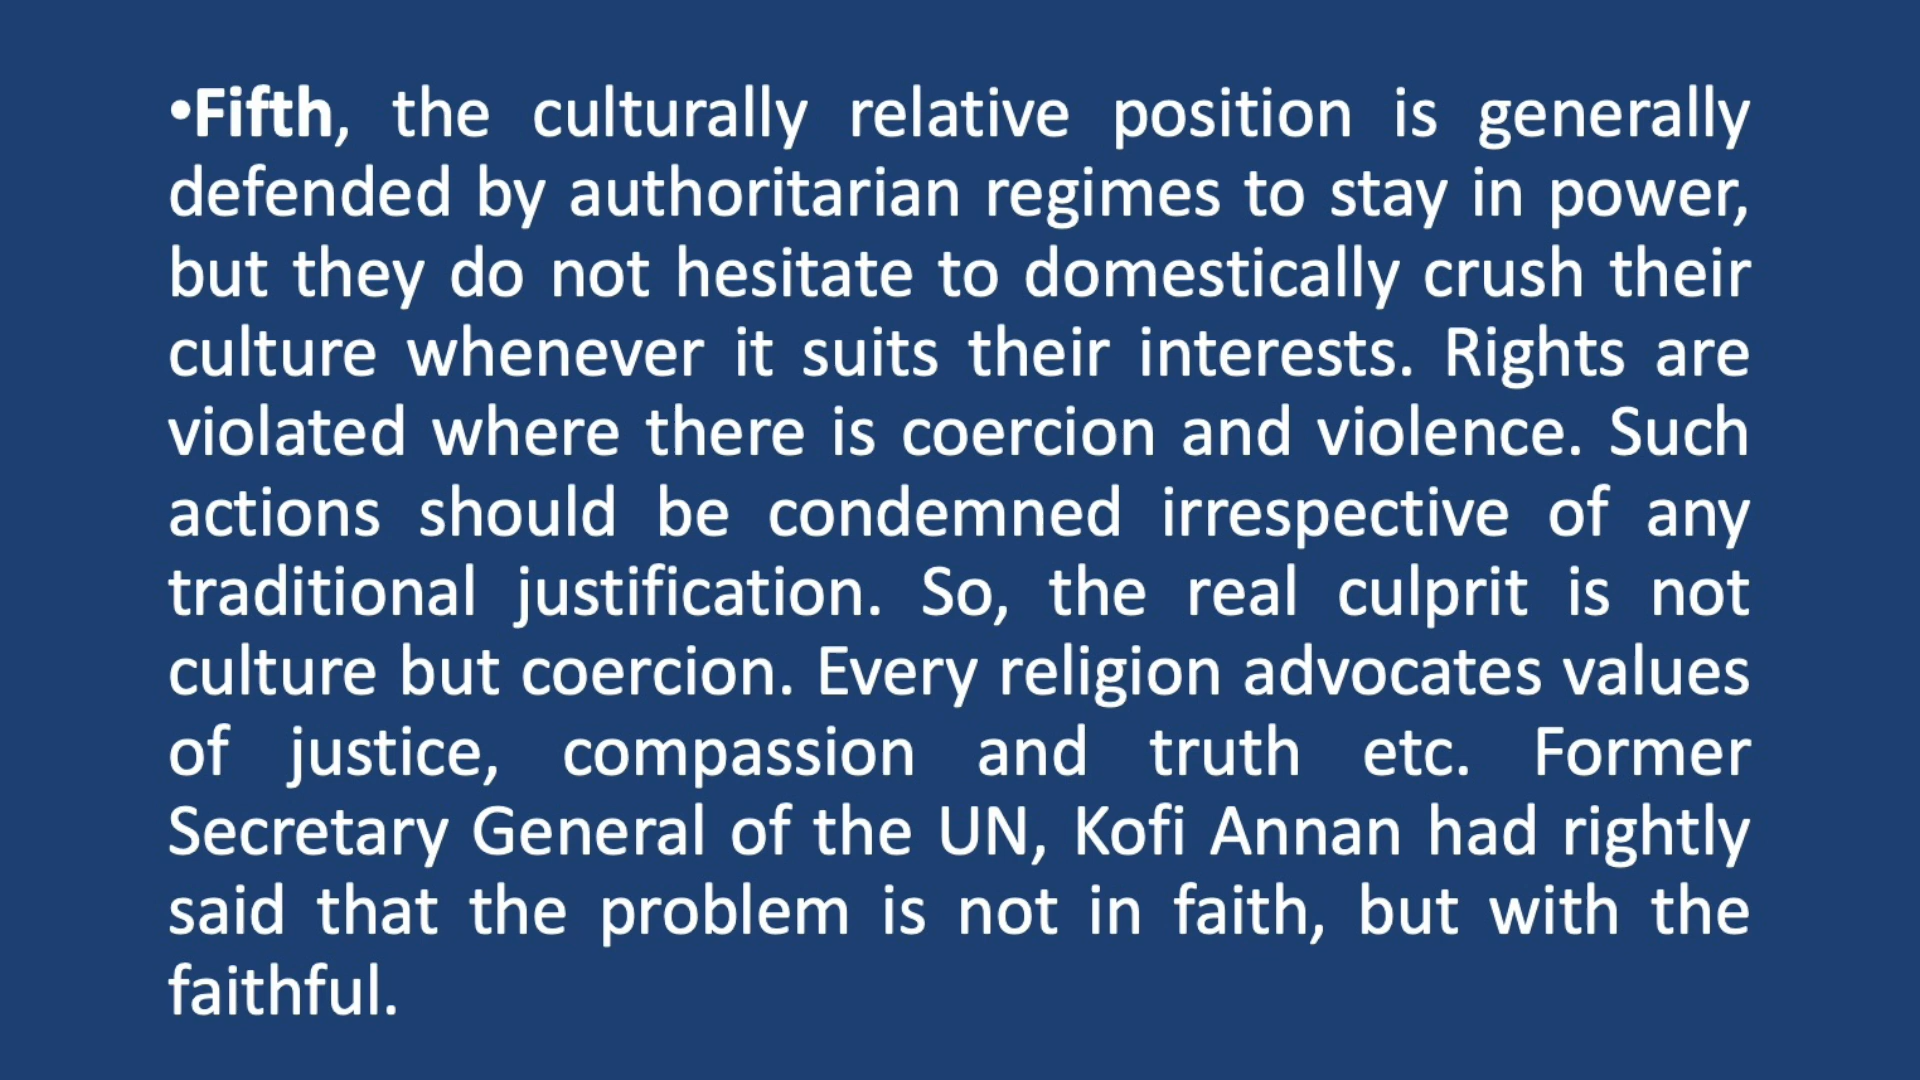 •Fifth, the culturally relative position is generally
defended by authoritarian regimes to stay in power,
but they do not hesitate to domestically crush their
culture whenever it suits their interests. Rights are
violated where there is coercion and violence. Such
actions should be condemned irrespective of any
traditional justification. So, the real culprit is not
culture but coercion. Every religion advocates values
of justice, compassion and truth etc. Former
Secretary General of the UN, Kofi Annan had rightly
said that the problem is not in faith, but with the
faithful.